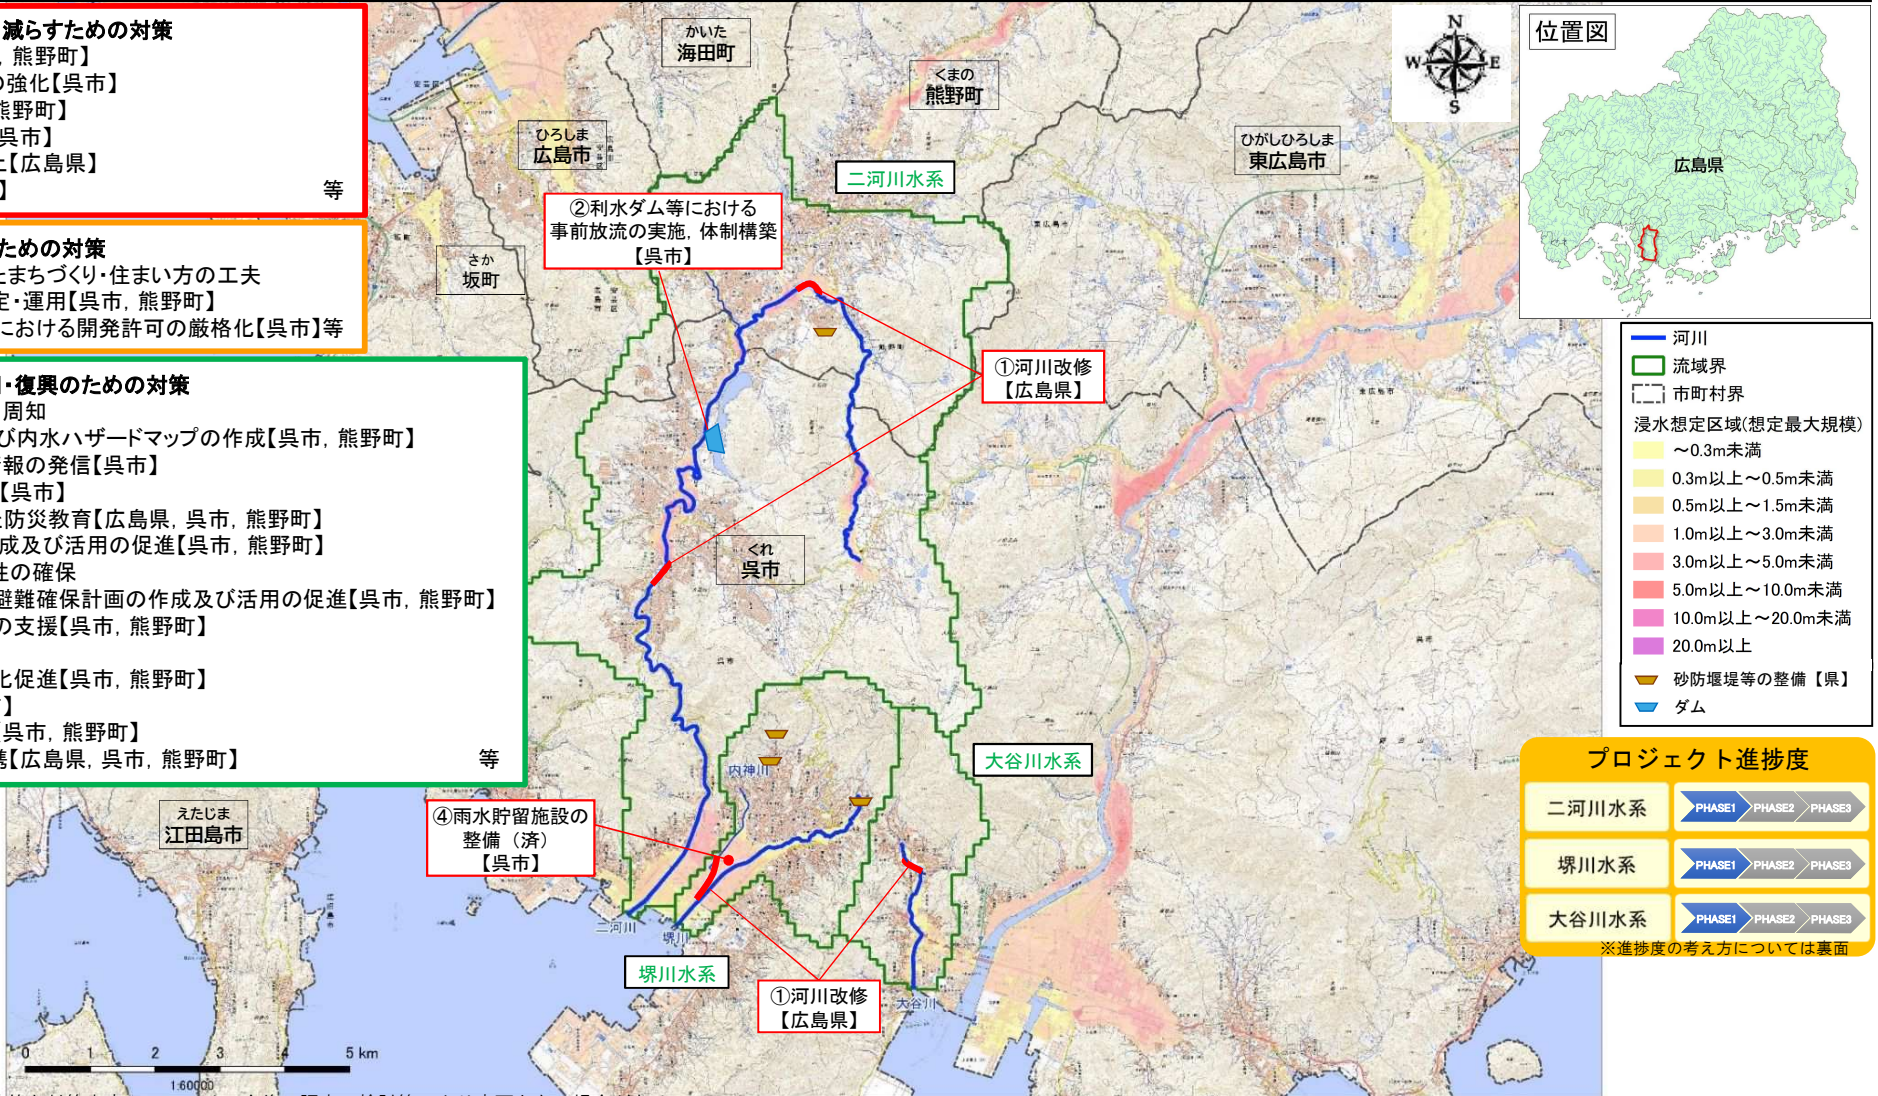 減らすための対策
, 熊野町】
の強化【呉市】
熊野町】
呉市】
上【広島県】
】 等
ための対策
たまちづくり・住まい方の工夫
定・運用【呉市, 熊野町】
における開発許可の厳格化【呉市】等
・復興のための対策
周知
び内水ハザードマップの作成【呉市, 熊野町】
報の発信【呉市】
【呉市】
防災教育【広島県, 呉市, 熊野町】
成及び活用の促進【呉市, 熊野町】
性の確保
避難確保計画の作成及び活用の促進【呉市, 熊野町】
の支援【呉市, 熊野町】
化促進【呉市, 熊野町】
】
呉市, 熊野町】
携【広島県, 呉市, 熊野町】 等
かいた
海田町
くまの
熊野町
ひろしま
広島市
ひがしひろしま
東広島市
さか
坂町
くれ
呉市
えたじま
江田島市
二河川水系
②利水ダム等における
事前放流の実施, 体制構築
【呉市】
①河川改修
【広島県】
大谷川水系
内神川
④雨水貯留施設の
整備（済）
【呉市】
二河川
堺川
堺川水系
①河川改修
【広島県】
大谷川
0 1 2 3 4 5 km
1:60000
N
W E
S
位置図
広島県
河川
流域界
市町村界
浸水想定区域(想定最大規模)
～0.3m未満
0.3m以上～0.5m未満
0.5m以上～1.5m未満
1.0m以上～3.0m未満
3.0m以上～5.0m未満
5.0m以上～10.0m未満
10.0m以上～20.0m未満
20.0m以上
砂防堰堤等の整備【県】
ダム
プロジェクト進捗度
二河川水系 PHASE1 PHASE2 PHASE3
堺川水系 PHASE1 PHASE2 PHASE3
大谷川水系 PHASE1 PHASE2 PHASE3
※進捗度の考え方については裏面